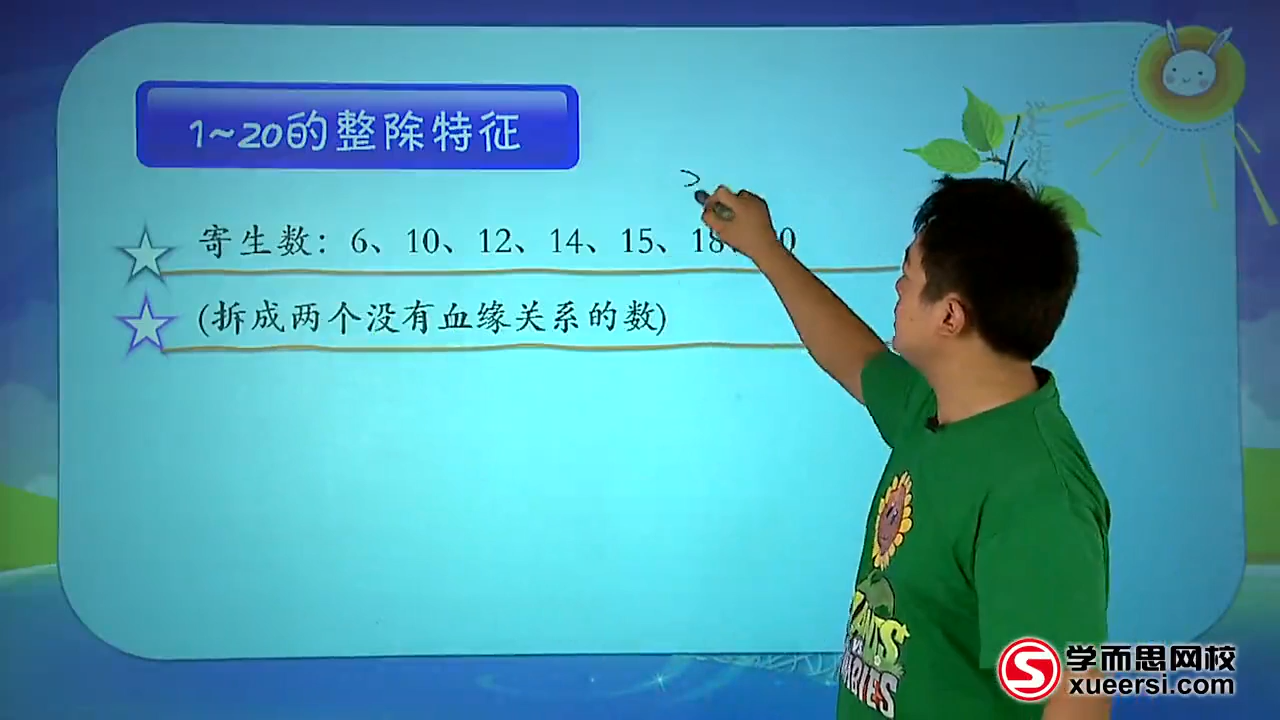 1~20的整除特征
寄生数：6、10、12、14、15、18、20
(拆成两个没有血缘关系的数)
学而思网校
xueersi.com